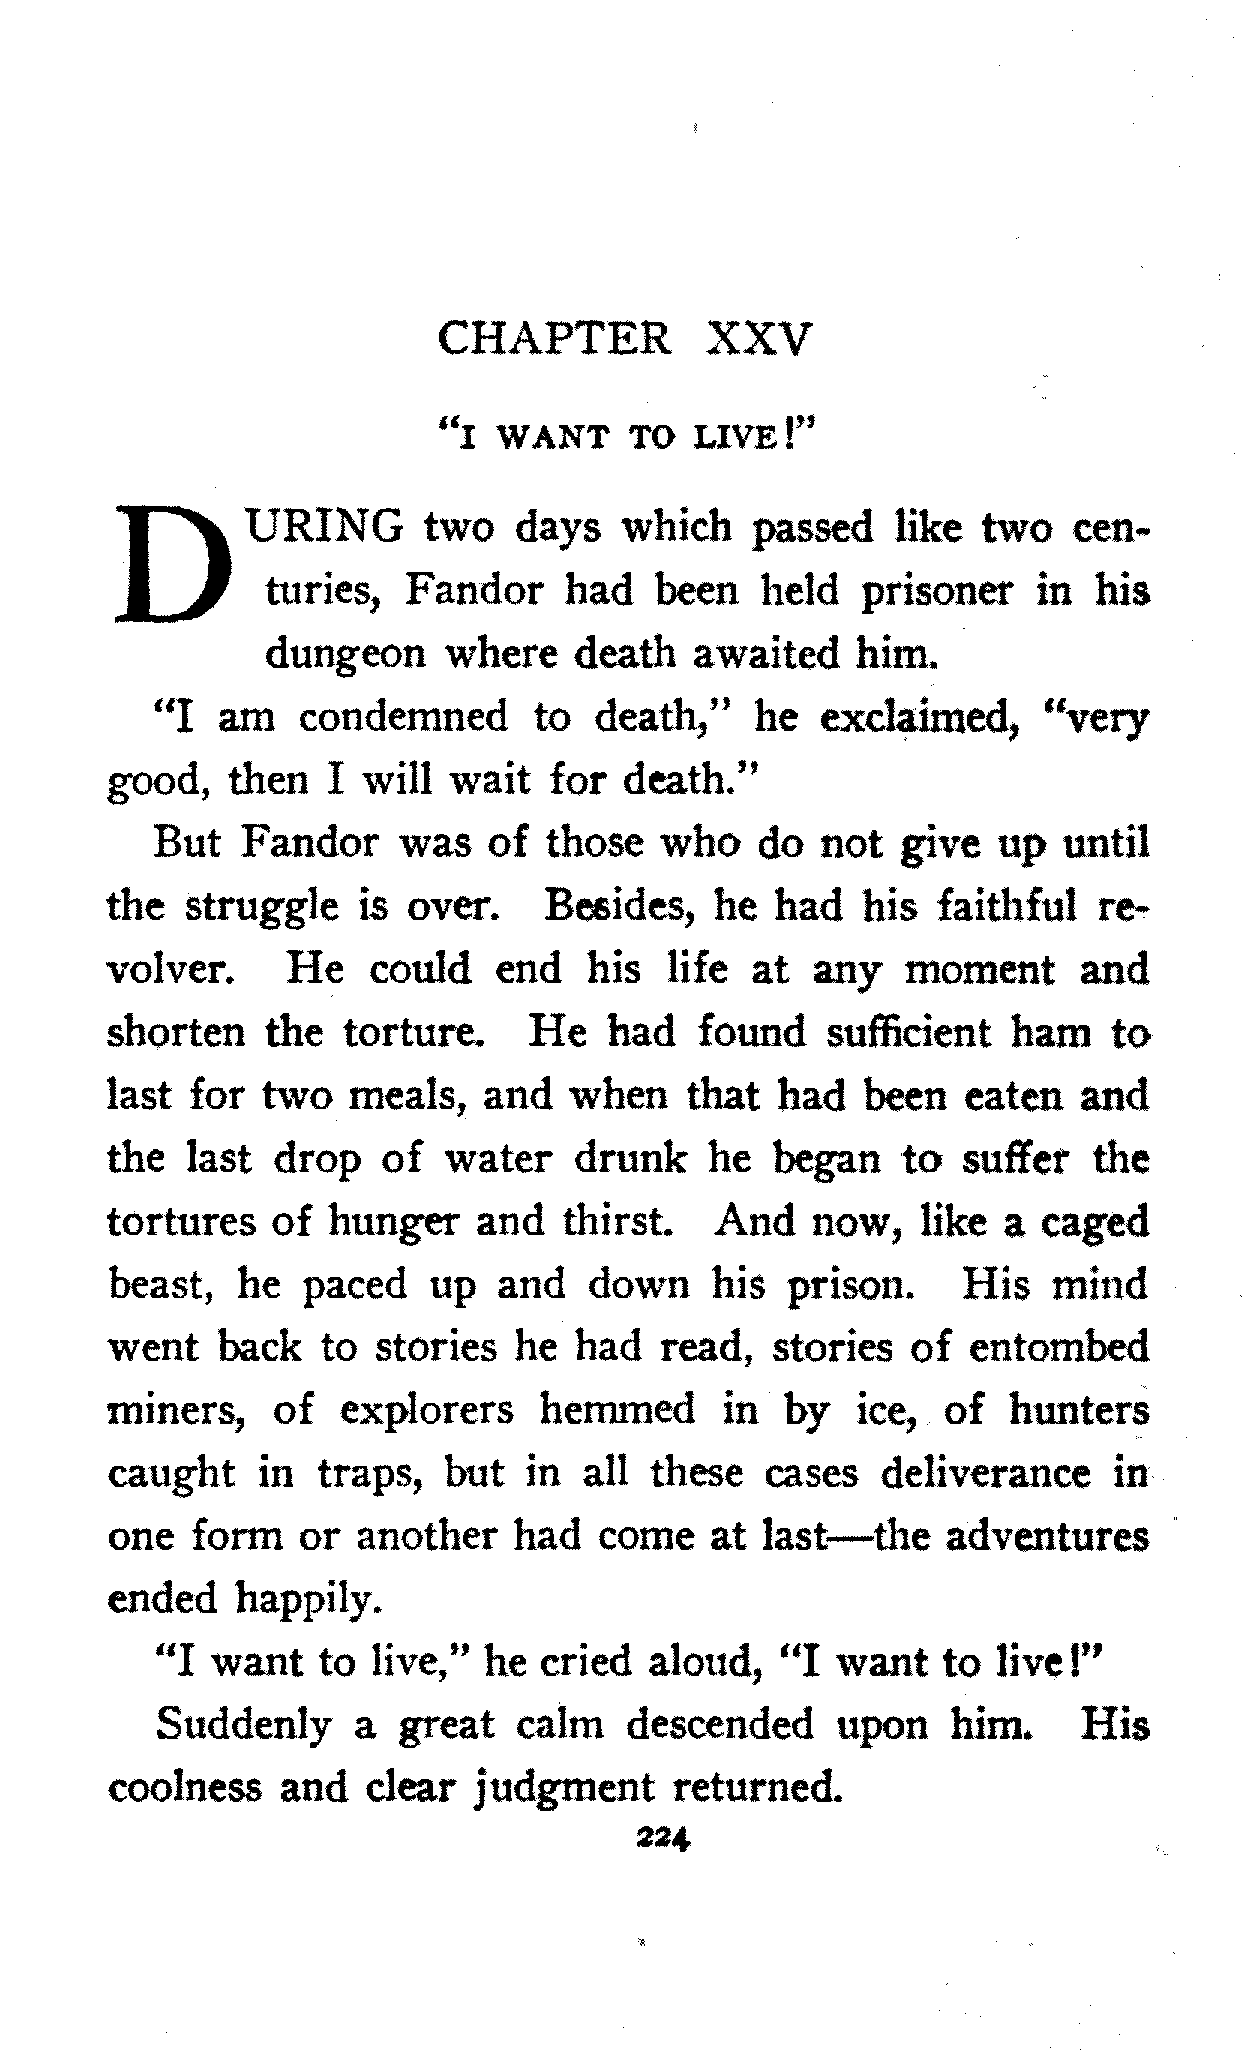 CHAPTER XXV
"I WANT TO LIVE!"
DURING two days which passed like two cen-
turies, Fandor had been held prisoner in his
dungeon where death awaited him.
"I am condemned to death," he exclaimed, "very
good, then I will wait for death."
But Fandor was of those who do not give up until
the struggle is over. Besides, he had his faithful re-
volver. He could end his life at any moment and
shorten the torture. He had found sufficient ham to
last for two meals, and when that had been eaten and
the last drop of water drunk he began to suffer the
tortures of hunger and thirst. And now, like a caged
beast, he paced up and down his prison. His mind
went back to stories he had read, stories of entombed
miners, of explorers hemmed in by ice, of hunters
caught in traps, but in all these cases deliverance in
one form or another had come at last—the adventures
ended happily.
"I want to live," he cried aloud, "I want to live!"
Suddenly a great calm descended upon him. His
coolness and clear judgment returned.
224